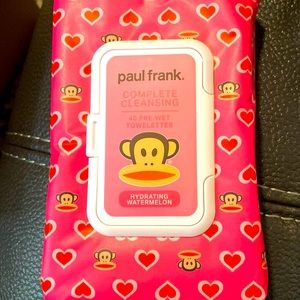 paul frank.
COMPLETE
CLEANSING
40 PRE-WET
TOWELETTES
HYDRATING
WATERMELON